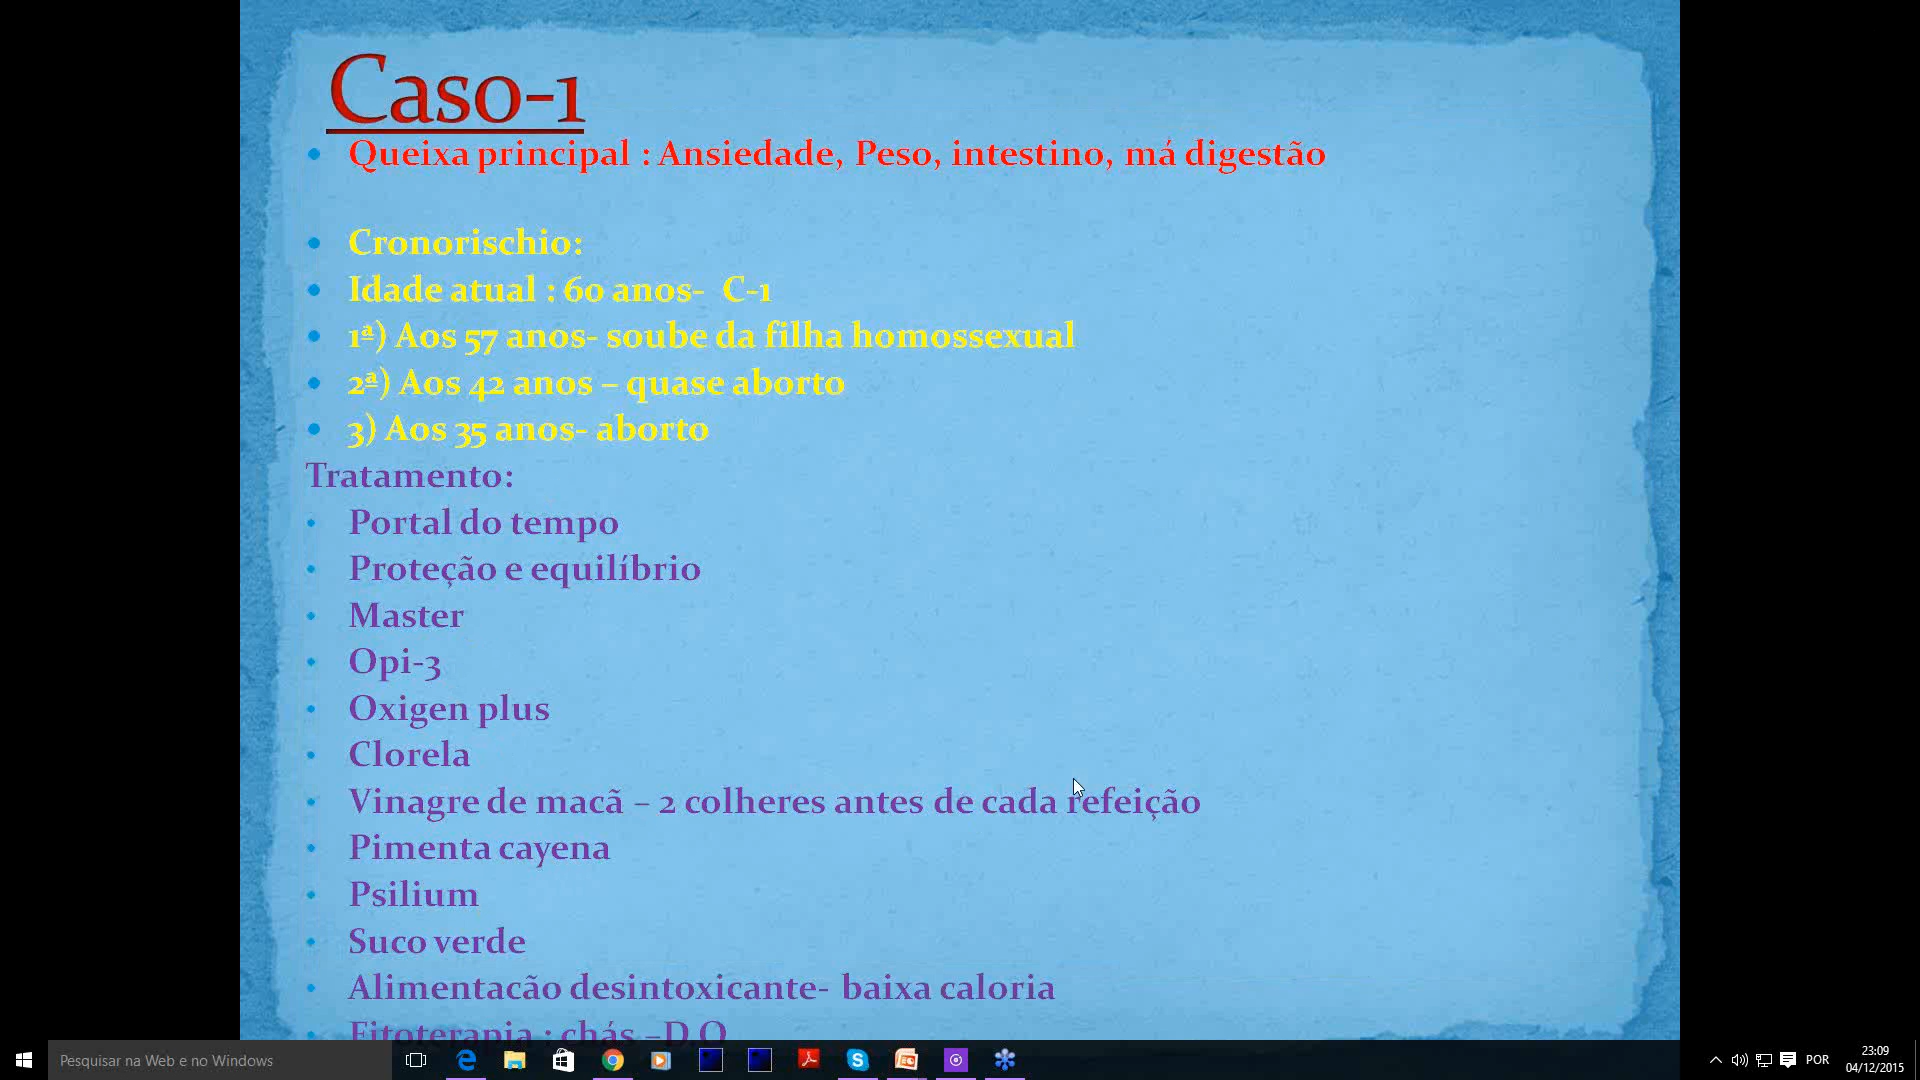 Caso-1
Queixa principal : Ansiedade, Peso, intestino, má digestão
Cronorischio:
Idade atual : 60 anos- C-1
1ª) Aos 57 anos- soube da filha homossexual
2ª) Aos 42 anos – quase aborto
3) Aos 35 anos- aborto
Tratamento:
Portal do tempo
Proteção e equilíbrio
Master
Opi-3
Oxigen plus
Clorela
Vinagre de macã – 2 colheres antes de cada refeição
Pimenta cayena
Psilium
Suco verde
Alimentacão desintoxicante- baixa caloria
Fitoterapia : chás –D.O
Pesquisar na Web e no Windows
POR
23:09
04/12/2015